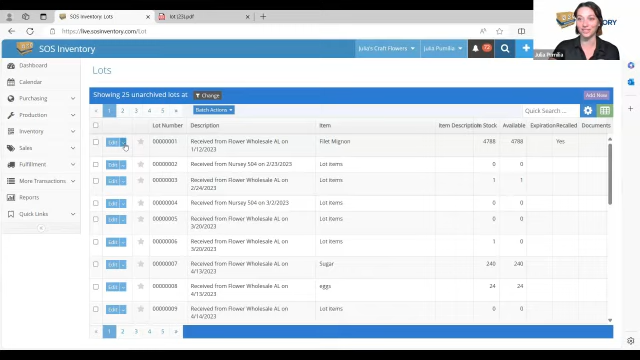 SOS Inventory: Lots
lot (23).pdf
https://live.sosinventory.com/Lot
SOS Inventory
Julia's Craft Flowers
Julia Pumilia
73
Julia Pumilia
Dashboard
Calendar
Purchasing
Production
Inventory
Sales
Fulfillment
More Transactions
Reports
Quick Links
Lots
Showing 25 unarchived lots at
Change
Add New
« 1 2 3 4 5 »
Batch Actions
Quick Search...
Lot Number Description Item Item Description In Stock Available Expiration Recalled Documents
Edit 00000001 Received from Flower Wholesale AL on 1/12/2023 Filet Mignon 4788 4788 Yes
Edit 00000002 Received from Nursey 504 on 2/23/2023 Lot items 0 0
Edit 00000003 Received from Flower Wholesale AL on 2/24/2023 Lot items 1 1
Edit 00000004 Received from Nursey 504 on 3/2/2023 Lot items 0 0
Edit 00000005 Received from Flower Wholesale AL on 3/20/2023 Lot items 0 0
Edit 00000006 Received from Flower Wholesale AL on 3/20/2023 Lot items 1 0
Edit 00000007 Received from Flower Wholesale AL on 4/13/2023 Sugar 240 240
Edit 00000008 Received from Flower Wholesale AL on 4/13/2023 eggs 24 24
Edit 00000009 Received from Flower Wholesale AL on 4/14/2023 Lot items 0 0
« 1 2 3 4 5 »